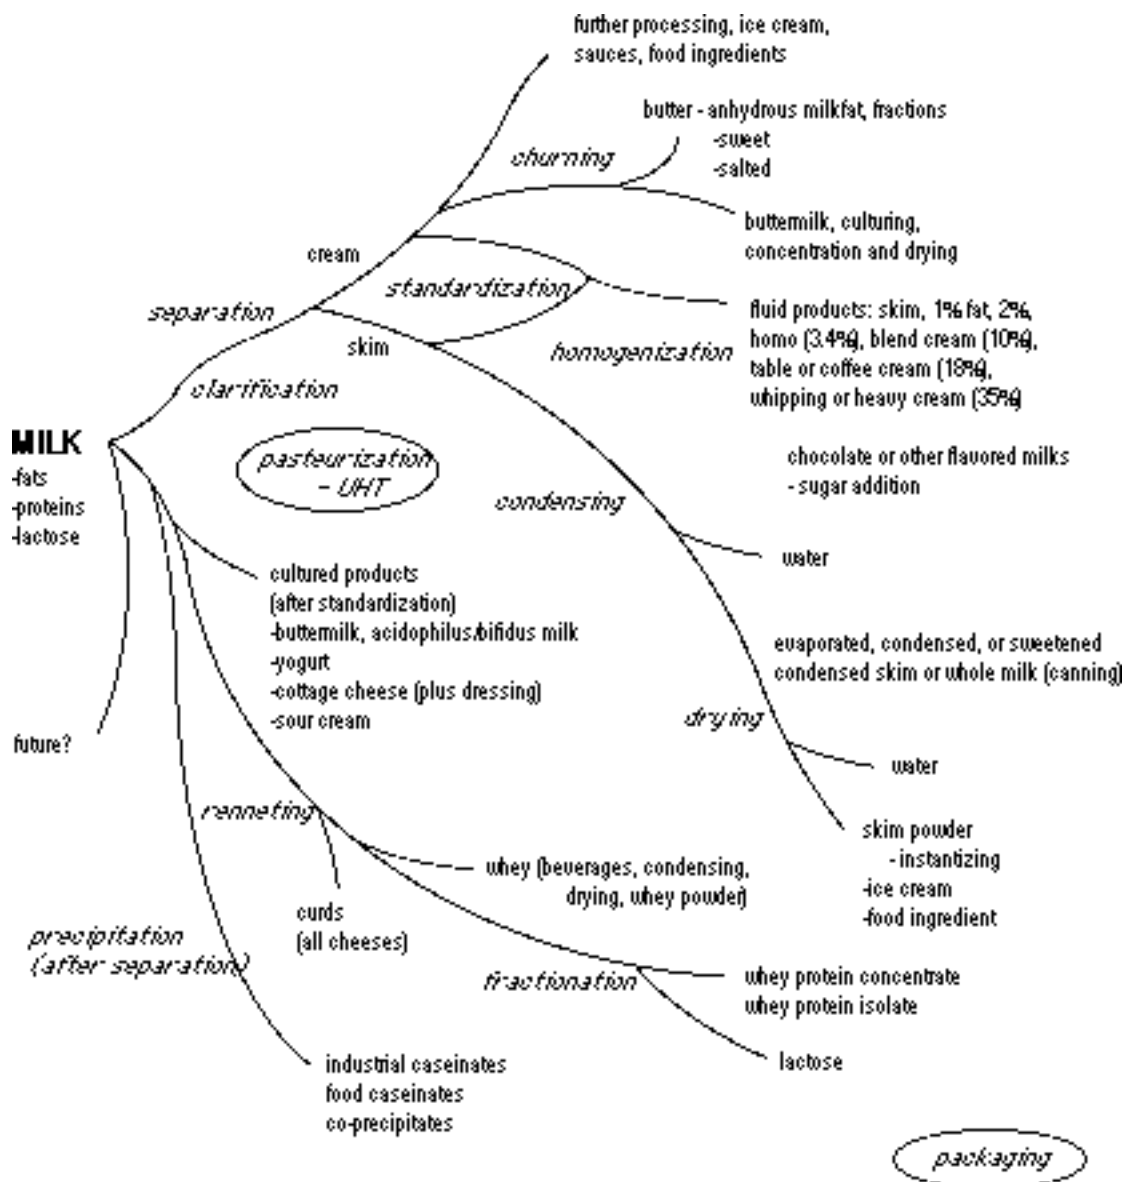 further processing, ice cream,
sauces, food ingredients
butter - anhydrous milkfat, fractions
-sweet
-salted
churning
buttermilk, culturing,
concentration and drying
cream
standardization
separation
fluid products: skim, 1% fat, 2%,
homo (3.4%), blend cream (10%),
table or coffee cream (18%),
whipping or heavy cream (35%)
skim
homogenization
clarification
MILK
-fats
-proteins
-lactose
pasteurization
- UHT
chocolate or other flavored milks
- sugar addition
condensing
water
cultured products
(after standardization)
-buttermilk, acidophilus/bifidus milk
-yogurt
-cottage cheese (plus dressing)
-sour cream
evaporated, condensed, or sweetened
condensed skim or whole milk (canning)
drying
future?
water
renneting
skim powder
- instantizing
-ice cream
-food ingredient
whey (beverages, condensing,
drying, whey powder)
curds
(all cheeses)
precipitation
(after separation)
fractionation
whey protein concentrate
whey protein isolate
lactose
industrial caseinates
food caseinates
co-precipitates
packaging